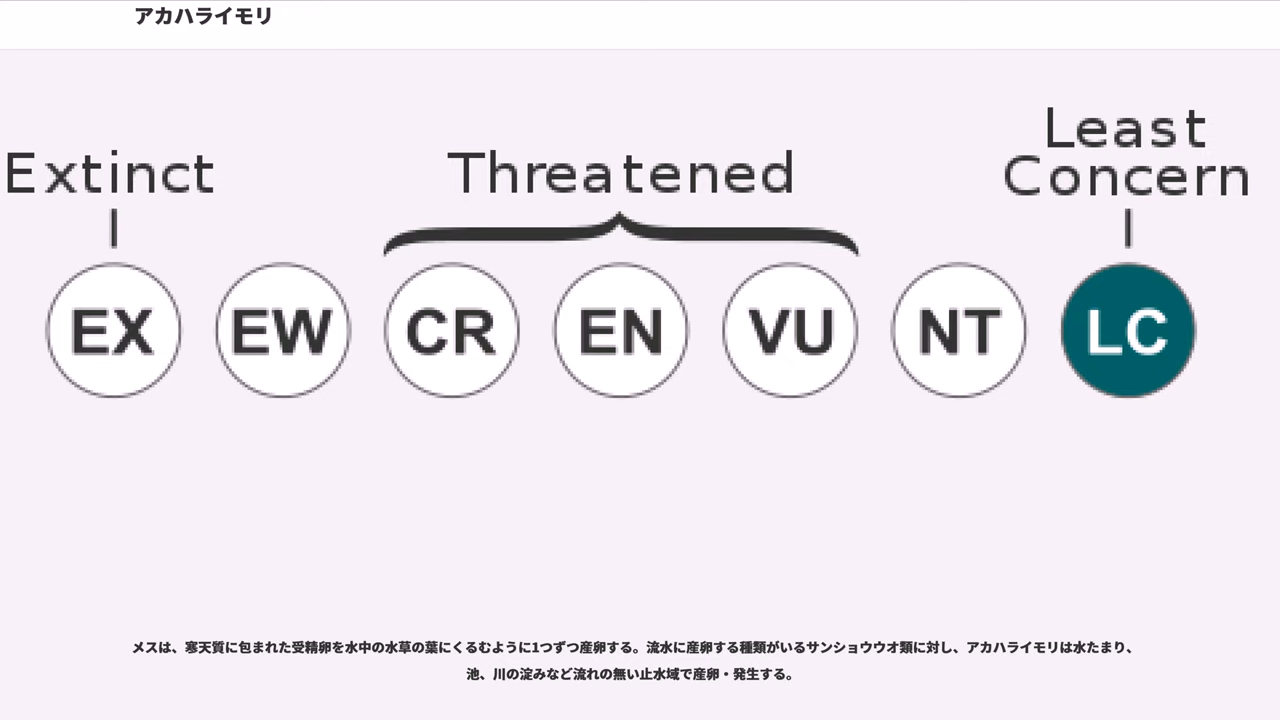 アカハライモリ
Least
Extinct Threatened Concern
EX EW CR EN VU NT LC
メスは、寒天質に包まれた受精卵を水中の水草の葉にくるむように1つずつ産卵する。流水に産卵する種類がいるサンショウウオ類に対し、アカハライモリは水たまり、
池、川の淀みなど流れの無い止水域で産卵・発生する。